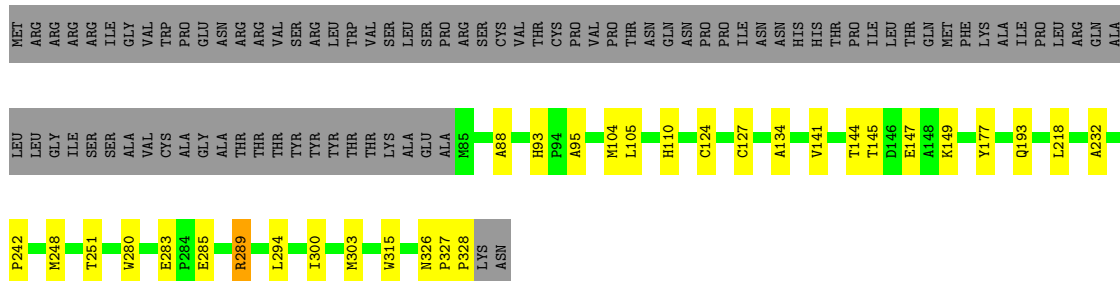 MET ARG ARG ARG ARG ILE GLY VAL TRP PRO GLU ASN ARG ARG VAL SER ARG LEU TRP VAL SER LEU SER PRO ARG SER CYS VAL THR CYS PRO VAL PRO THR ASN GLN ASN PRO PRO ILE ASN ASN HIS HIS THR PRO ILE LEU THR GLN MET PHE LYS ALA ILE PRO LEU ARG GLN ALA
LEU LEU GLY ILE SER SER ALA VAL CYS ALA GLY ALA THR THR THR TYR TYR TYR THR THR LYS ALA GLU ALA M85 A88 H93 P94 A95 M104 L105 H110 C124 C127 A134 V141 T144 T145 D146 E147 A148 K149 Y177 Q193 L218 A232
P242 M248 T251 W280 E283 P284 E285 R289 L294 I300 M303 W315 N326 P327 P328 LYS ASN